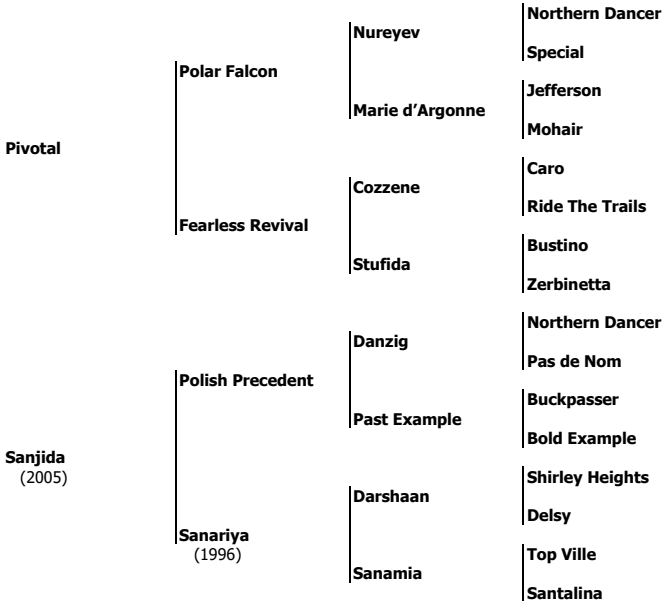 Northern Dancer
Nureyev
Special
Polar Falcon
Jefferson
Marie d'Argonne
Mohair
Pivotal
Caro
Cozzene
Ride The Trails
Fearless Revival
Bustino
Stufida
Zerbinetta
Northern Dancer
Danzig
Pas de Nom
Polish Precedent
Buckpasser
Past Example
Bold Example
Sanjida
(2005)
Shirley Heights
Darshaan
Delsy
Sanariya
(1996)
Top Ville
Sanamia
Santalina